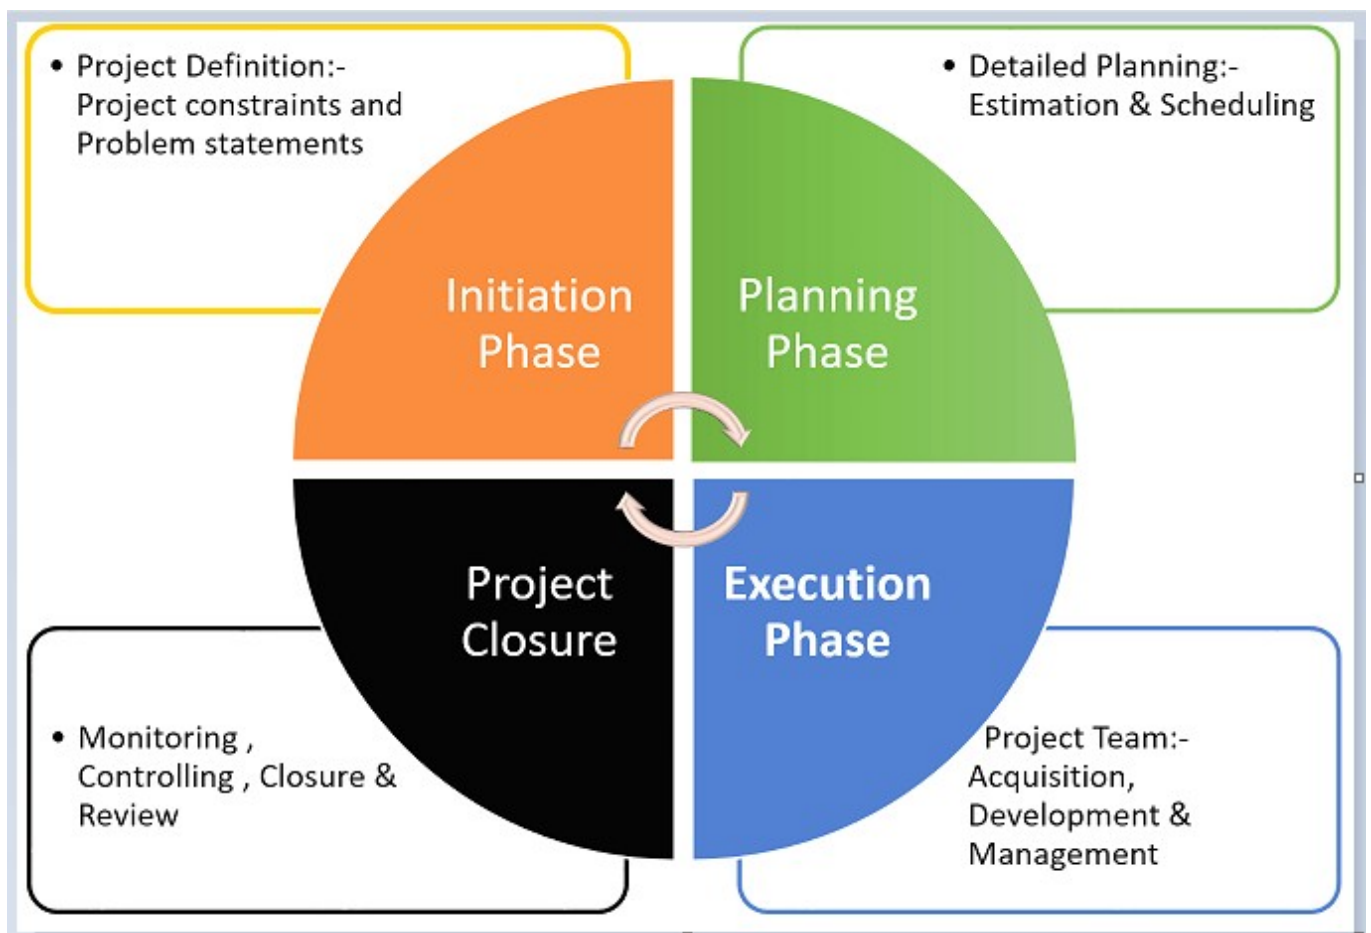 • Project Definition:-
Project constraints and
Problem statements
• Detailed Planning:-
Estimation & Scheduling
Initiation
Phase
Planning
Phase
Project
Closure
Execution
Phase
• Monitoring ,
Controlling , Closure &
Review
Project Team:-
Acquisition,
Development &
Management